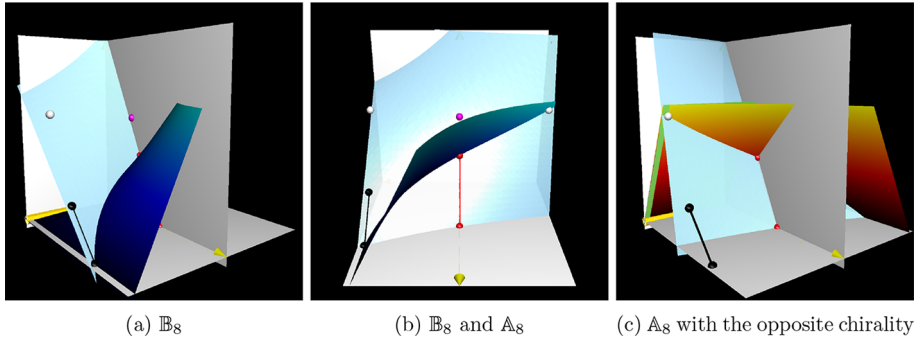 (a) 𝔹₈
(b) 𝔹₈ and 𝔸₈
(c) 𝔸₈ with the opposite chirality